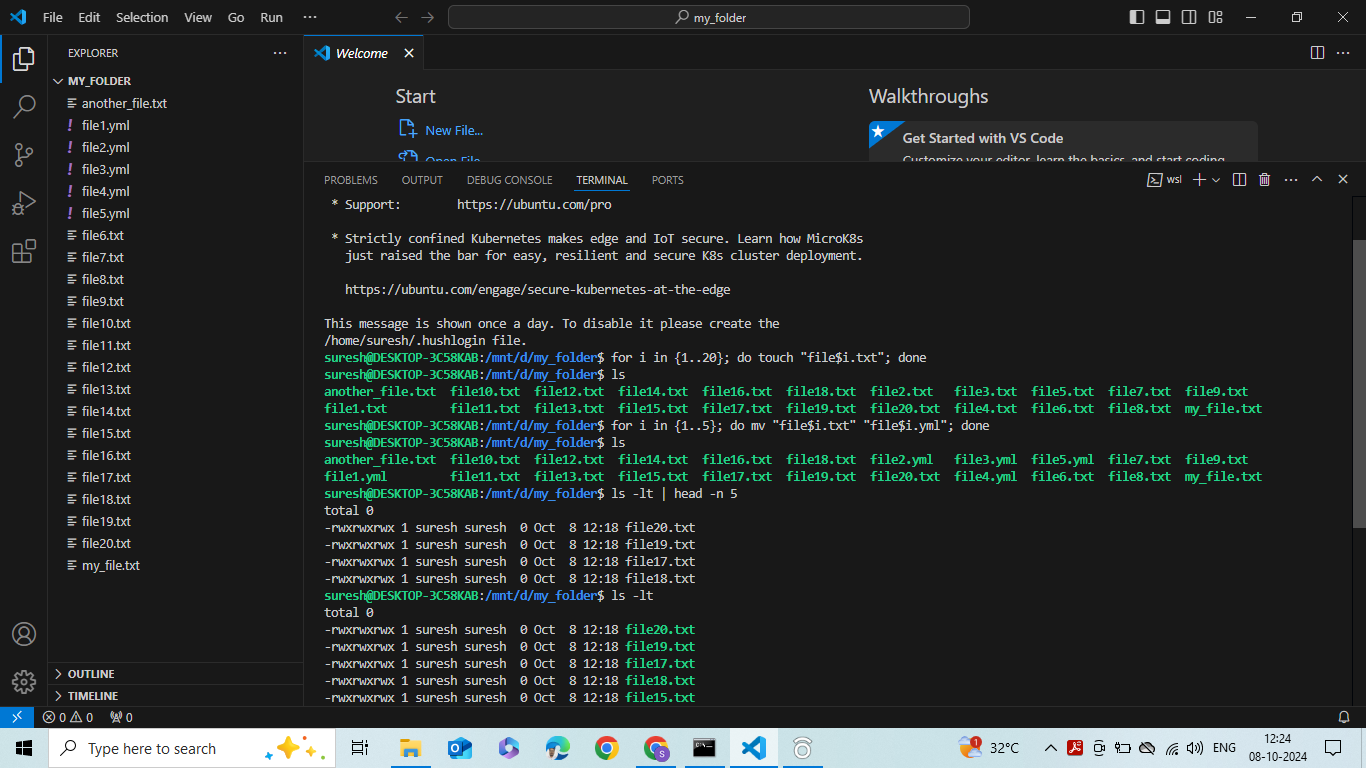 File Edit Selection View Go Run ···
my_folder
EXPLORER ···
MY_FOLDER
another_file.txt
! file1.yml
! file2.yml
! file3.yml
! file4.yml
! file5.yml
file6.txt
file7.txt
file8.txt
file9.txt
file10.txt
file11.txt
file12.txt
file13.txt
file14.txt
file15.txt
file16.txt
file17.txt
file18.txt
file19.txt
file20.txt
my_file.txt
OUTLINE
TIMELINE
Welcome
Start
New File...
Open File...
Walkthroughs
Get Started with VS Code
Customize your editor, learn the basics, and start coding
PROBLEMS OUTPUT DEBUG CONSOLE TERMINAL PORTS
wsl
* Support: https://ubuntu.com/pro
* Strictly confined Kubernetes makes edge and IoT secure. Learn how MicroK8s
just raised the bar for easy, resilient and secure K8s cluster deployment.
https://ubuntu.com/engage/secure-kubernetes-at-the-edge
This message is shown once a day. To disable it please create the
/home/suresh/.hushlogin file.
suresh@DESKTOP-3C58KAB:/mnt/d/my_folder$ for i in {1..20}; do touch "file$i.txt"; done
suresh@DESKTOP-3C58KAB:/mnt/d/my_folder$ ls
another_file.txt file10.txt file12.txt file14.txt file16.txt file18.txt file2.txt file3.txt file5.txt file7.txt file9.txt
file1.txt file11.txt file13.txt file15.txt file17.txt file19.txt file20.txt file4.txt file6.txt file8.txt my_file.txt
suresh@DESKTOP-3C58KAB:/mnt/d/my_folder$ for i in {1..5}; do mv "file$i.txt" "file$i.yml"; done
suresh@DESKTOP-3C58KAB:/mnt/d/my_folder$ ls
another_file.txt file10.txt file12.txt file14.txt file16.txt file18.txt file2.yml file3.yml file5.yml file7.txt file9.txt
file1.yml file11.txt file13.txt file15.txt file17.txt file19.txt file20.txt file4.yml file6.txt file8.txt my_file.txt
suresh@DESKTOP-3C58KAB:/mnt/d/my_folder$ ls -lt | head -n 5
total 0
-rwxrwxrwx 1 suresh suresh 0 Oct 8 12:18 file20.txt
-rwxrwxrwx 1 suresh suresh 0 Oct 8 12:18 file19.txt
-rwxrwxrwx 1 suresh suresh 0 Oct 8 12:18 file17.txt
-rwxrwxrwx 1 suresh suresh 0 Oct 8 12:18 file18.txt
suresh@DESKTOP-3C58KAB:/mnt/d/my_folder$ ls -lt
total 0
-rwxrwxrwx 1 suresh suresh 0 Oct 8 12:18 file20.txt
-rwxrwxrwx 1 suresh suresh 0 Oct 8 12:18 file19.txt
-rwxrwxrwx 1 suresh suresh 0 Oct 8 12:18 file17.txt
-rwxrwxrwx 1 suresh suresh 0 Oct 8 12:18 file18.txt
-rwxrwxrwx 1 suresh suresh 0 Oct 8 12:18 file15.txt
0 0 0
Type here to search
S
1
32°C
ENG
12:24
08-10-2024